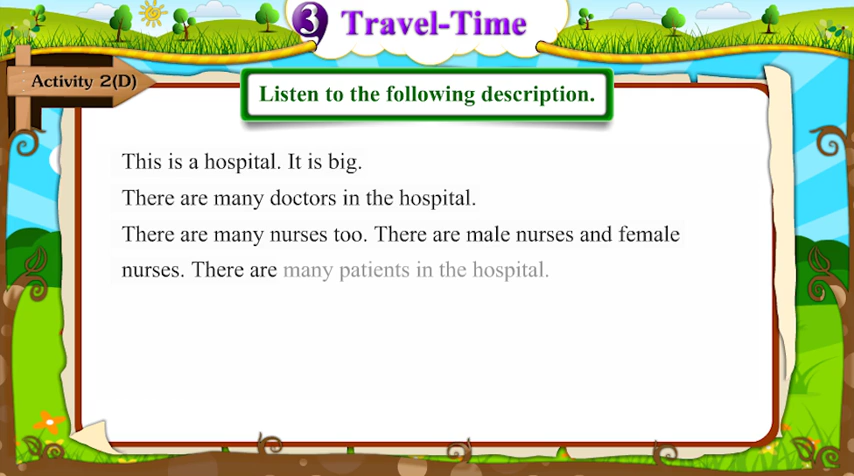 3 Travel-Time
Activity 2(D)
Listen to the following description.
This is a hospital. It is big.
There are many doctors in the hospital.
There are many nurses too. There are male nurses and female
nurses. There are many patients in the hospital.